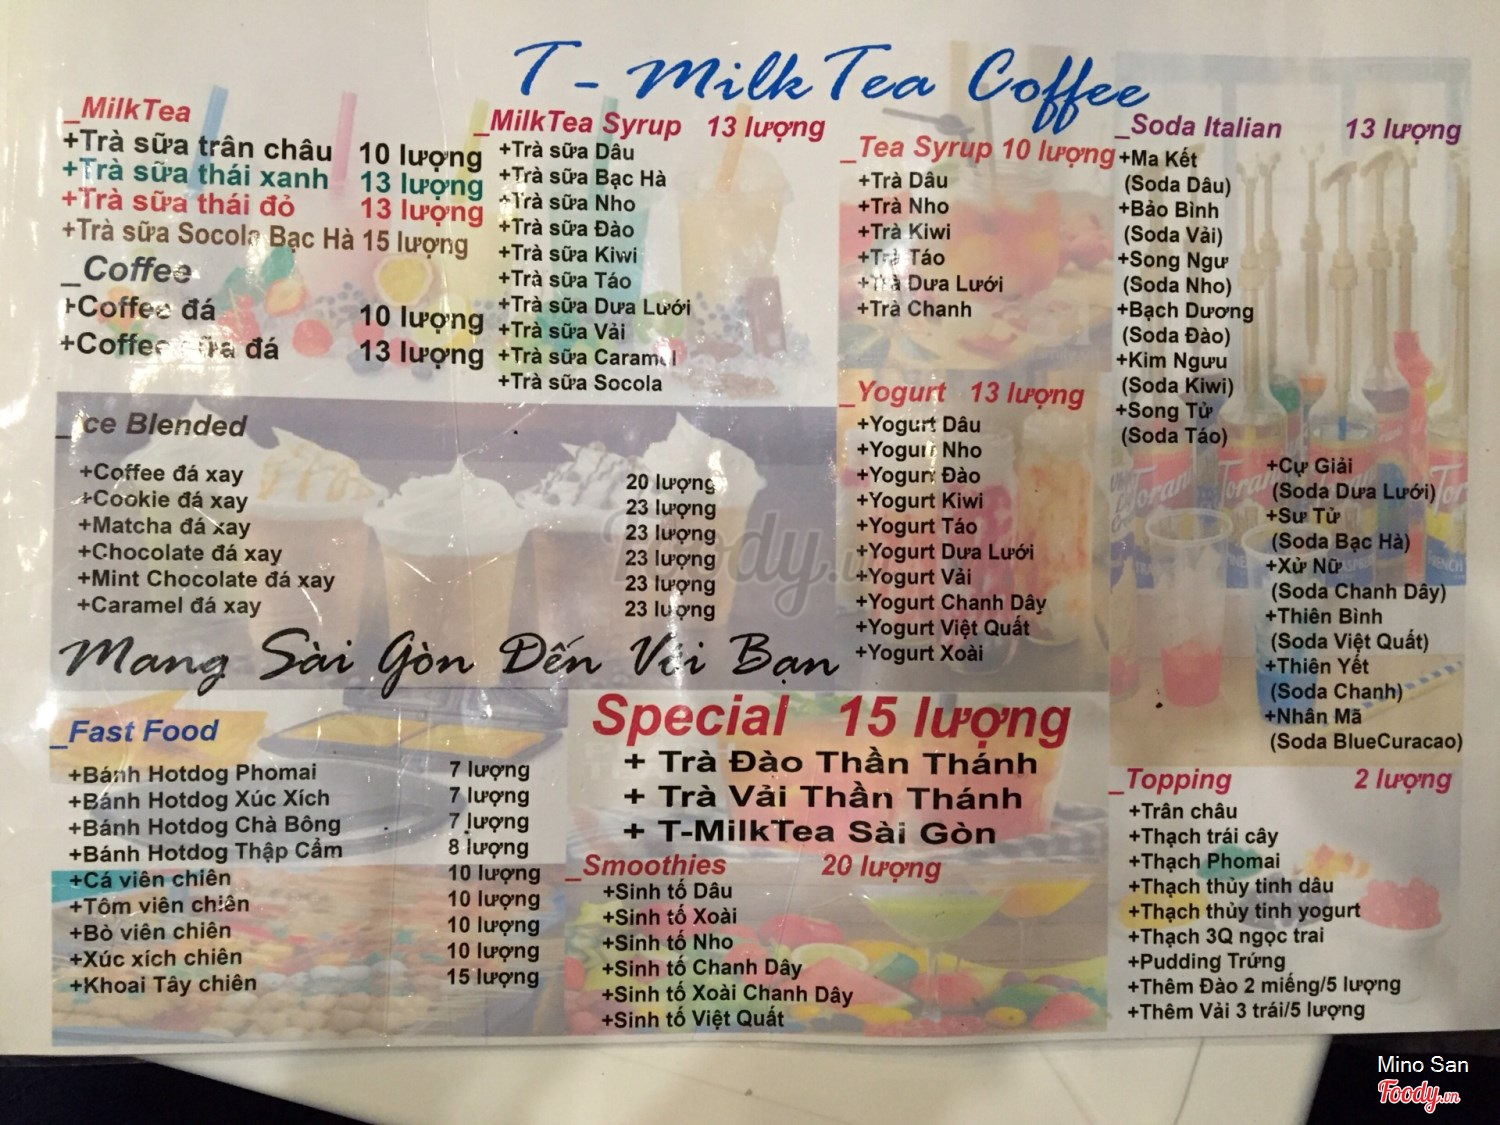 T - MilkTea Coffee
_MilkTea
+Trà sữa trân châu 10 lượng
+Trà sữa thái xanh 13 lượng
+Trà sữa thái đỏ 13 lượng
+Trà sữa Socola Bạc Hà 15 lượng
_Coffee
+Coffee đá 10 lượng
+Coffee sữa đá 13 lượng
_MilkTea Syrup 13 lượng
+Trà sữa Dâu
+Trà sữa Bạc Hà
+Trà sữa Nho
+Trà sữa Đào
+Trà sữa Kiwi
+Trà sữa Táo
+Trà sữa Dưa Lưới
+Trà sữa Vải
+Trà sữa Caramel
+Trà sữa Socola
_Tea Syrup 10 lượng
+Trà Dâu
+Trà Nho
+Trà Kiwi
+Trà Táo
+Trà Dưa Lưới
+Trà Chanh
_Yogurt 13 lượng
+Yogurt Dâu
+Yogurt Nho
+Yogurt Đào
+Yogurt Kiwi
+Yogurt Táo
+Yogurt Dưa Lưới
+Yogurt Vải
+Yogurt Chanh Dây
+Yogurt Việt Quất
+Yogurt Xoài
_Soda Italian 13 lượng
+Ma Kết
(Soda Dâu)
+Bảo Bình
(Soda Vải)
+Song Ngư
(Soda Nho)
+Bạch Dương
(Soda Đào)
+Kim Ngưu
(Soda Kiwi)
+Song Tử
(Soda Táo)
+Cự Giải
(Soda Dưa Lưới)
+Sư Tử
(Soda Bạc Hà)
+Xử Nữ
(Soda Chanh Dây)
+Thiên Bình
(Soda Việt Quất)
+Thiên Yết
(Soda Chanh)
+Nhân Mã
(Soda BlueCuracao)
_Ice Blended
+Coffee đá xay 20 lượng
+Cookie đá xay 23 lượng
+Matcha đá xay 23 lượng
+Chocolate đá xay 23 lượng
+Mint Chocolate đá xay 23 lượng
+Caramel đá xay 23 lượng
Foody.vn
Mang Sài Gòn Đến Với Bạn
_Fast Food
+Bánh Hotdog Phomai 7 lượng
+Bánh Hotdog Xúc Xích 7 lượng
+Bánh Hotdog Chà Bông 7 lượng
+Bánh Hotdog Thập Cẩm 8 lượng
+Cá viên chiên 10 lượng
+Tôm viên chiên 10 lượng
+Bò viên chiên 10 lượng
+Xúc xích chiên 10 lượng
+Khoai Tây chiên 15 lượng
Special 15 lượng
+ Trà Đào Thần Thánh
+ Trà Vải Thần Thánh
+ T-MilkTea Sài Gòn
_Smoothies 20 lượng
+Sinh tố Dâu
+Sinh tố Xoài
+Sinh tố Nho
+Sinh tố Chanh Dây
+Sinh tố Xoài Chanh Dây
+Sinh tố Việt Quất
_Topping 2 lượng
+Trân châu
+Thạch trái cây
+Thạch Phomai
+Thạch thủy tinh dâu
+Thạch thủy tinh yogurt
+Thạch 3Q ngọc trai
+Pudding Trứng
+Thêm Đào 2 miếng/5 lượng
+Thêm Vải 3 trái/5 lượng
Mino San
Foody.vn